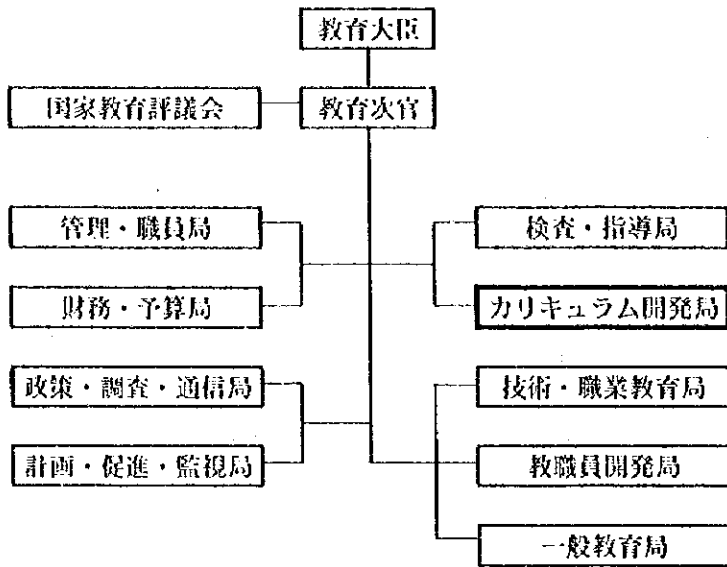 教育大臣
国家教育評議会
教育次官
管理・職員局
検査・指導局
財務・予算局
カリキュラム開発局
政策・調査・通信局
技術・職業教育局
計画・促進・監視局
教職員開発局
一般教育局